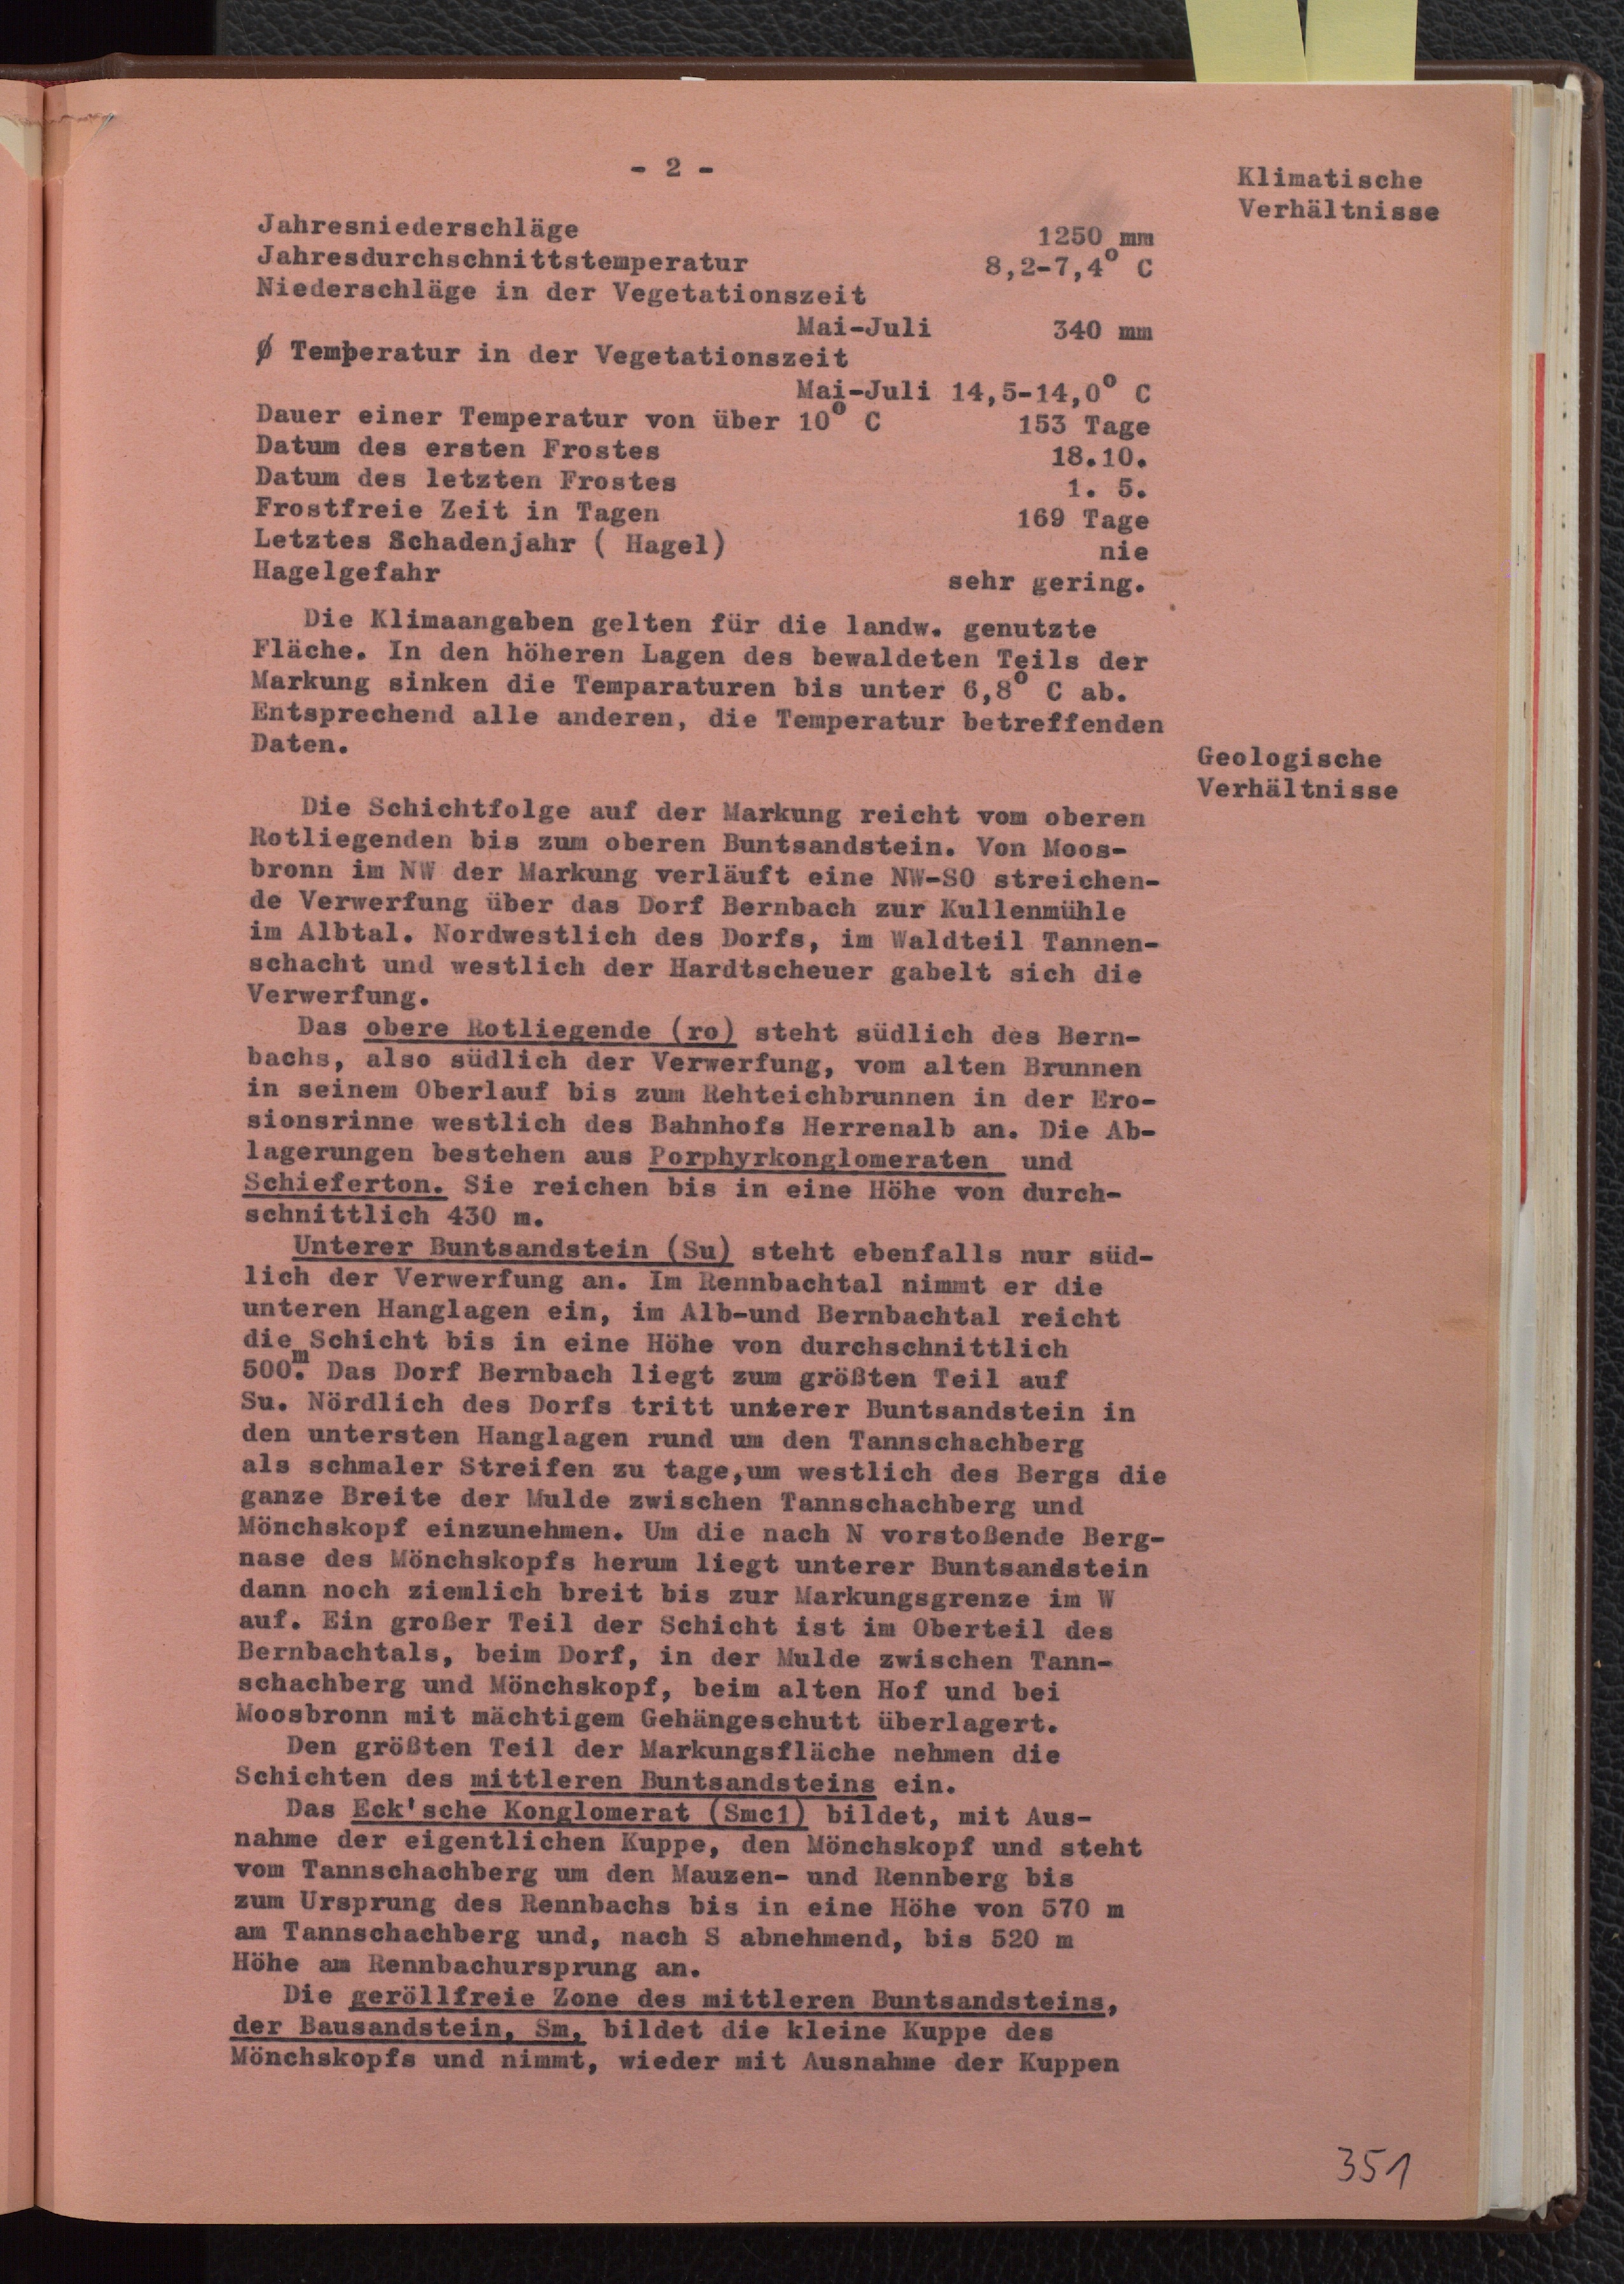 - 2 -
Klimatische
Verhältnisse
Jahresniederschläge 1250 mm
Jahresdurchschnittstemperatur 8,2-7,4° C
Niederschläge in der Vegetationszeit
Mai-Juli 340 mm
Ø Temperatur in der Vegetationszeit
Mai-Juli 14,5-14,0° C
Dauer einer Temperatur von über 10° C 153 Tage
Datum des ersten Frostes 18.10.
Datum des letzten Frostes 1. 5.
Frostfreie Zeit in Tagen 169 Tage
Letztes Schadenjahr ( Hagel) nie
Hagelgefahr sehr gering.
Die Klimaangaben gelten für die landw. genutzte
Fläche. In den höheren Lagen des bewaldeten Teils der
Markung sinken die Temparaturen bis unter 6,8° C ab.
Entsprechend alle anderen, die Temperatur betreffenden
Daten.
Geologische
Verhältnisse
Die Schichtfolge auf der Markung reicht vom oberen
Rotliegenden bis zum oberen Buntsandstein. Von Moos-
bronn im NW der Markung verläuft eine NW-SO streichen-
de Verwerfung über das Dorf Bernbach zur Kullenmühle
im Albtal. Nordwestlich des Dorfs, im Waldteil Tannen-
schacht und westlich der Hardtscheuer gabelt sich die
Verwerfung.
Das obere Rotliegende (ro) steht südlich des Bern-
bachs, also südlich der Verwerfung, vom alten Brunnen
in seinem Oberlauf bis zum Rehteichbrunnen in der Ero-
sionsrinne westlich des Bahnhofs Herrenalb an. Die Ab-
lagerungen bestehen aus Porphyrkonglomeraten und
Schieferton. Sie reichen bis in eine Höhe von durch-
schnittlich 430 m.
Unterer Buntsandstein (Su) steht ebenfalls nur süd-
lich der Verwerfung an. Im Rennbachtal nimmt er die
unteren Hanglagen ein, im Alb-und Bernbachtal reicht
die Schicht bis in eine Höhe von durchschnittlich
500 m. Das Dorf Bernbach liegt zum größten Teil auf
Su. Nördlich des Dorfs tritt unterer Buntsandstein in
den untersten Hanglagen rund um den Tannschachberg
als schmaler Streifen zu tage,um westlich des Bergs die
ganze Breite der Mulde zwischen Tannschachberg und
Mönchskopf einzunehmen. Um die nach N vorstoßende Berg-
nase des Mönchskopfs herum liegt unterer Buntsandstein
dann noch ziemlich breit bis zur Markungsgrenze im W
auf. Ein großer Teil der Schicht ist im Oberteil des
Bernbachtals, beim Dorf, in der Mulde zwischen Tann-
schachberg und Mönchskopf, beim alten Hof und bei
Moosbronn mit mächtigem Gehängeschutt überlagert.
Den größten Teil der Markungsfläche nehmen die
Schichten des mittleren Buntsandsteins ein.
Das Eck'sche Konglomerat (Smc1) bildet, mit Aus-
nahme der eigentlichen Kuppe, den Mönchskopf und steht
vom Tannschachberg um den Mauzen- und Rennberg bis
zum Ursprung des Rennbachs bis in eine Höhe von 570 m
am Tannschachberg und, nach S abnehmend, bis 520 m
Höhe am Rennbachursprung an.
Die geröllfreie Zone des mittleren Buntsandsteins,
der Bausandstein, Sm, bildet die kleine Kuppe des
Mönchskopfs und nimmt, wieder mit Ausnahme der Kuppen
351